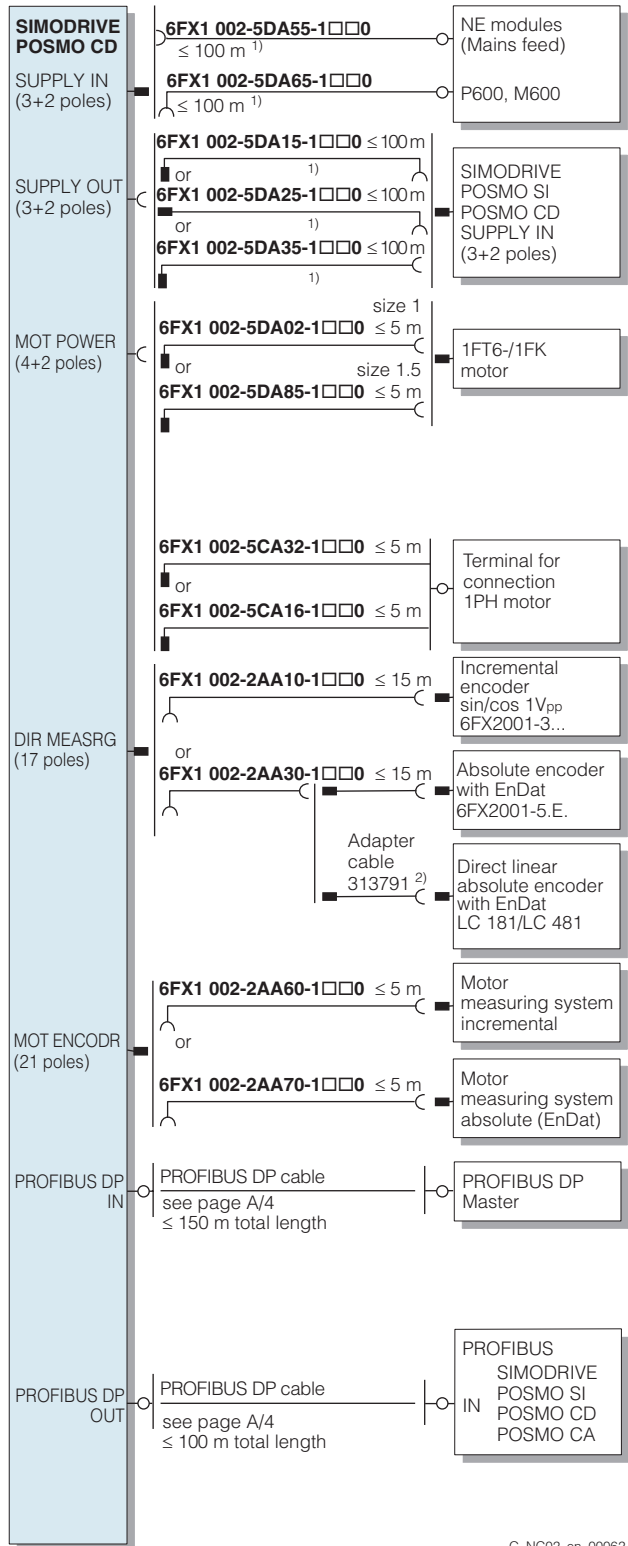 SIMODRIVE
POSMO CD
SUPPLY IN
(3+2 poles)
6FX1 002-5DA55-1□□0
≤ 100 m 1)
NE modules
(Mains feed)
6FX1 002-5DA65-1□□0
≤ 100 m 1)
P600, M600
SUPPLY OUT
(3+2 poles)
6FX1 002-5DA15-1□□0 ≤ 100 m
or 1)
6FX1 002-5DA25-1□□0 ≤ 100 m
or 1)
6FX1 002-5DA35-1□□0 ≤ 100 m
1)
SIMODRIVE
POSMO SI
POSMO CD
SUPPLY IN
(3+2 poles)
MOT POWER
(4+2 poles)
size 1
6FX1 002-5DA02-1□□0 ≤ 5 m
or size 1.5
6FX1 002-5DA85-1□□0 ≤ 5 m
1FT6-/1FK
motor
6FX1 002-5CA32-1□□0 ≤ 5 m
or
6FX1 002-5CA16-1□□0 ≤ 5 m
Terminal for
connection
1PH motor
DIR MEASRG
(17 poles)
6FX1 002-2AA10-1□□0 ≤ 15 m
Incremental
encoder
sin/cos 1Vpp
6FX2001-3...
or
6FX1 002-2AA30-1□□0 ≤ 15 m
Absolute encoder
with EnDat
6FX2001-5.E.
Adapter
cable
313791 2)
Direct linear
absolute encoder
with EnDat
LC 181/LC 481
MOT ENCODR
(21 poles)
6FX1 002-2AA60-1□□0 ≤ 5 m
or
Motor
measuring system
incremental
6FX1 002-2AA70-1□□0 ≤ 5 m
Motor
measuring system
absolute (EnDat)
PROFIBUS DP
IN
PROFIBUS DP cable
see page A/4
≤ 150 m total length
PROFIBUS DP
Master
PROFIBUS DP
OUT
PROFIBUS DP cable
see page A/4
≤ 100 m total length
PROFIBUS
SIMODRIVE
POSMO SI
IN POSMO CD
POSMO CA